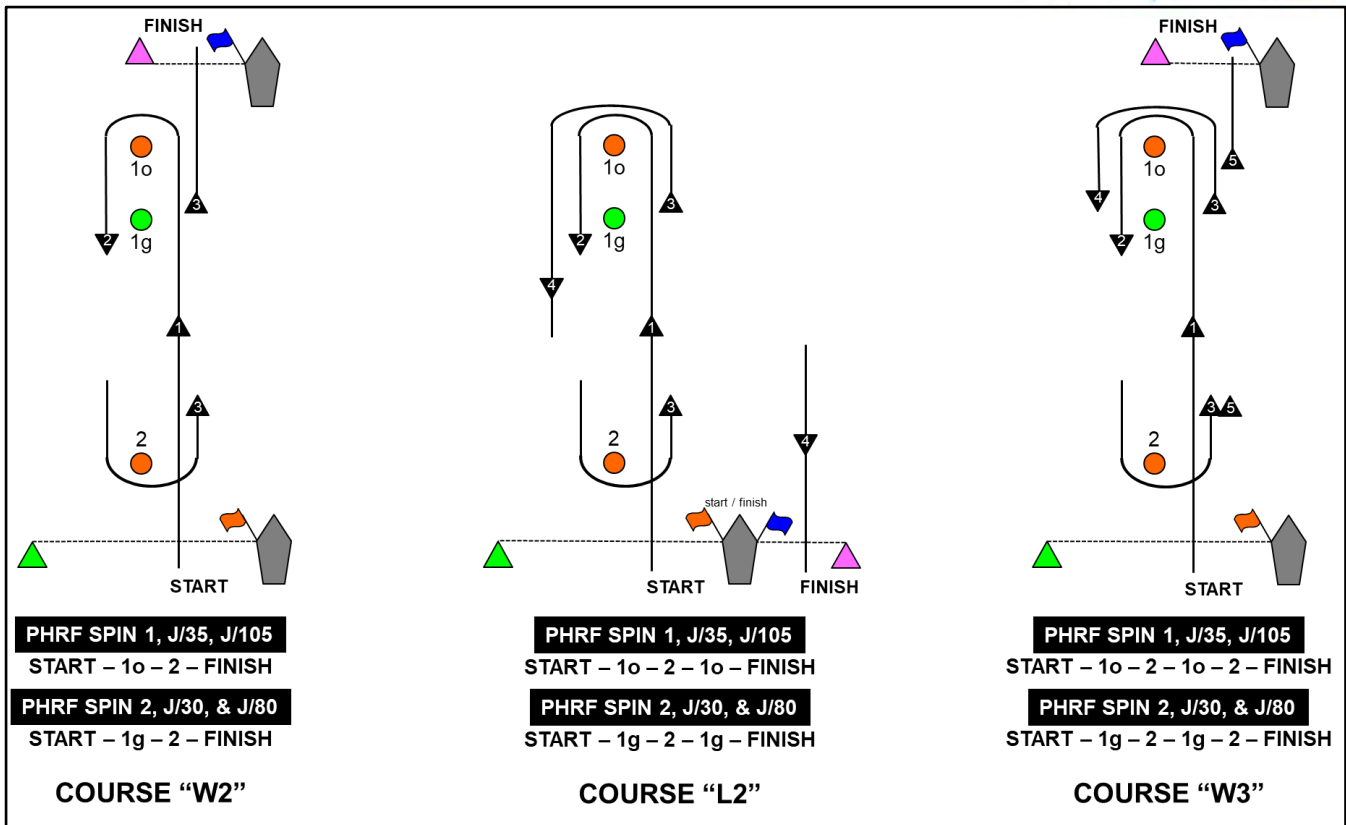 FINISH
1o
1g
2
3
1
3
2
START
PHRF SPIN 1, J/35, J/105
START – 1o – 2 – FINISH
PHRF SPIN 2, J/30, & J/80
START – 1g – 2 – FINISH
COURSE “W2”
1o
1g
3
2
4
1
3
2
4
start / finish
START
FINISH
PHRF SPIN 1, J/35, J/105
START – 1o – 2 – 1o – FINISH
PHRF SPIN 2, J/30, & J/80
START – 1g – 2 – 1g – FINISH
COURSE “L2”
FINISH
1o
5
4
3
1g
2
1
3
5
2
START
PHRF SPIN 1, J/35, J/105
START – 1o – 2 – 1o – 2 – FINISH
PHRF SPIN 2, J/30, & J/80
START – 1g – 2 – 1g – 2 – FINISH
COURSE “W3”